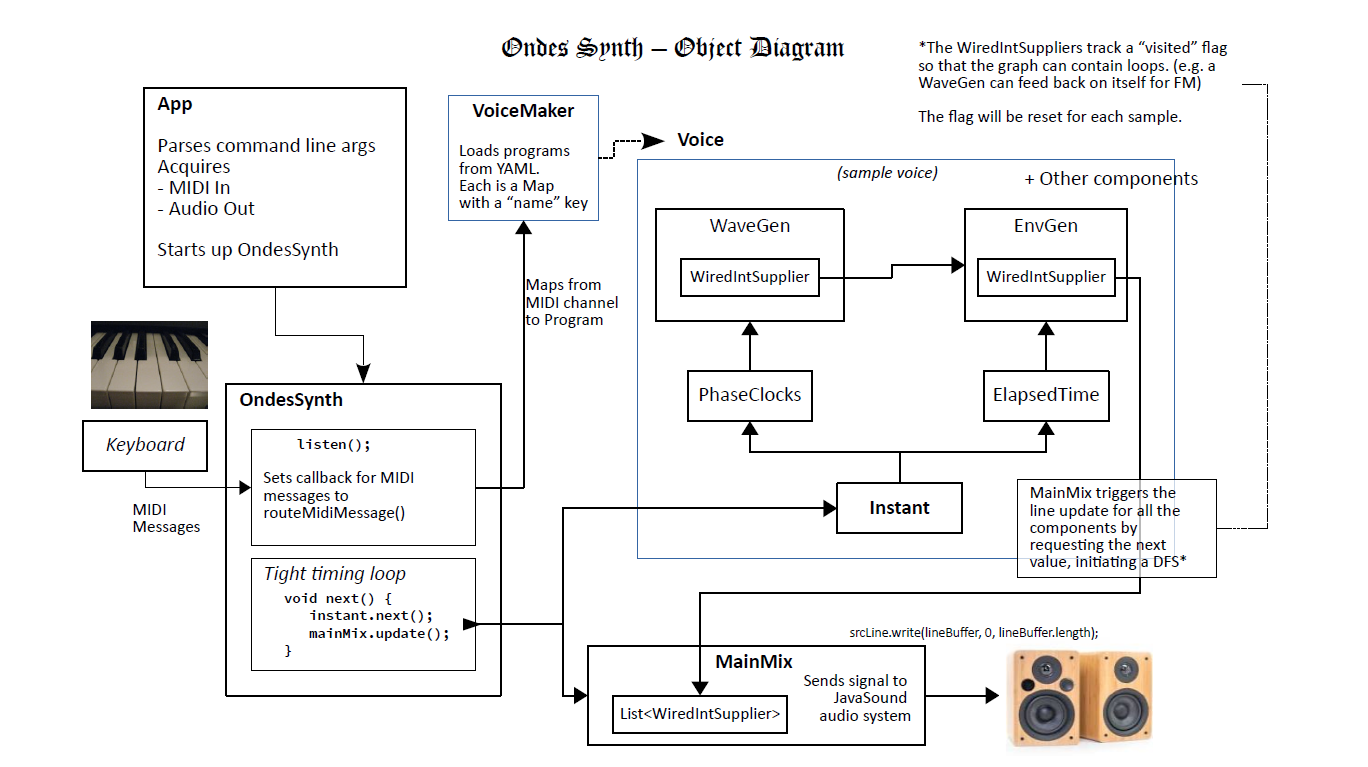 Ondes Synth – Object Diagram
*The WiredIntSuppliers track a “visited” flag
so that the graph can contain loops. (e.g. a
WaveGen can feed back on itself for FM)
The flag will be reset for each sample.
App
Parses command line args
Acquires
- MIDI In
- Audio Out
Starts up OndesSynth
VoiceMaker
Loads programs
from YAML.
Each is a Map
with a “name” key
Voice
(sample voice)
+ Other components
WaveGen
WiredIntSupplier
EnvGen
WiredIntSupplier
Maps from
MIDI channel
to Program
PhaseClocks
ElapsedTime
Instant
Keyboard
MIDI
Messages
OndesSynth
listen();
Sets callback for MIDI
messages to
routeMidiMessage()
Tight timing loop
void next() {
instant.next();
mainMix.update();
}
MainMix triggers the
line update for all the
components by
requesting the next
value, initiating a DFS*
srcLine.write(lineBuffer, 0, lineBuffer.length);
MainMix
Sends signal to
JavaSound
audio system
List<WiredIntSupplier>